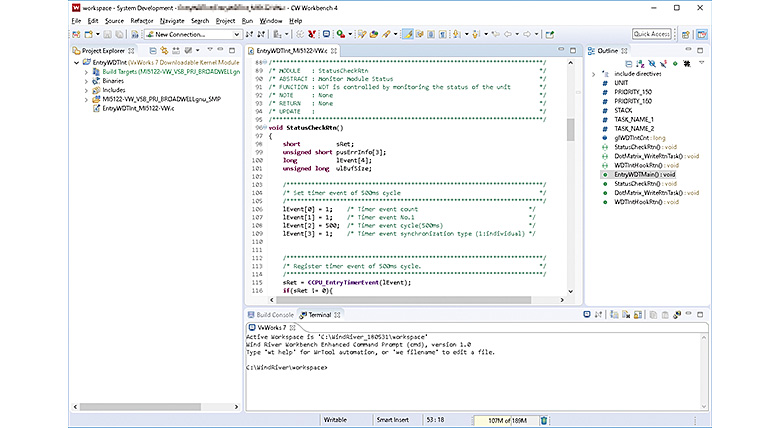 workspace - System Development - CW Workbench 4
File Edit Source Refactor Navigate Search Project Run Window Help
New Connection...
Quick Access
Project Explorer
EntryWDTInt (VxWorks 7 Downloadable Kernel Module
Build Targets (MI5122-VW_VSB_PRJ_BROADWELLgnu_
Binaries
Includes
MI5122-VW_VSB_PRJ_BROADWELLgnu_SMP
EntryWDTInt_Mi5122-VW.c
EntryWDTInt_Mi5122-VW.c
88 /************************************************/
89 /* MODULE : StatusCheckRtn */
90 /* ABSTRACT : Monitor Module Status */
91 /* FUNCTION : WDT is controlled by monitoring the status of the unit */
92 /* NOTE : None */
93 /* RETURN : None */
94 /* UPDATE : */
95 /************************************************/
96 void StatusCheckRtn()
97 {
98 short sRet;
99 unsigned short pusErrInfo[3];
100 long lEvent[4];
101 unsigned long ulBufSize;
102
103 /************************************************/
104 /* Set timer event of 500ms cycle */
105 /************************************************/
106 lEvent[0] = 1; /* Timer event count */
107 lEvent[1] = 1; /* Timer event No.1 */
108 lEvent[2] = 500; /* Timer event cycle(500ms) */
109 lEvent[3] = 1; /* Timer event synchronization type (1:individual) */
110
111
112 /************************************************/
113 /* Register timer event of 500ms cycle. */
114 /************************************************/
115 sRet = CCPU_EntryTimerEvent(lEvent);
116 if(sRet != 0){
Outline
include directives
UNIT
PRIORITY_150
PRIORITY_160
STACK
TASK_NAME_1
TASK_NAME_2
glWDTIntCnt : long
StatusCheckRtn() : void
DotMatrix_WriteRtnTask() : void
WDTIntHookRtn() : void
EntryWDTMain() : void
StatusCheckRtn() : void
DotMatrix_WriteRtnTask() : void
WDTIntHookRtn() : void
Build Console Terminal
VxWorks 7
Active Workspace is 'C:\WindRiver_180531\workspace'
Wind River Workbench Enhanced Command Prompt (cmd), version 1.0
Type 'wt help' for WrTool automation, or 'we filename' to edit a file.
C:\WindRiver\workspace>
Writable Smart Insert 53 : 18 107M of 189M